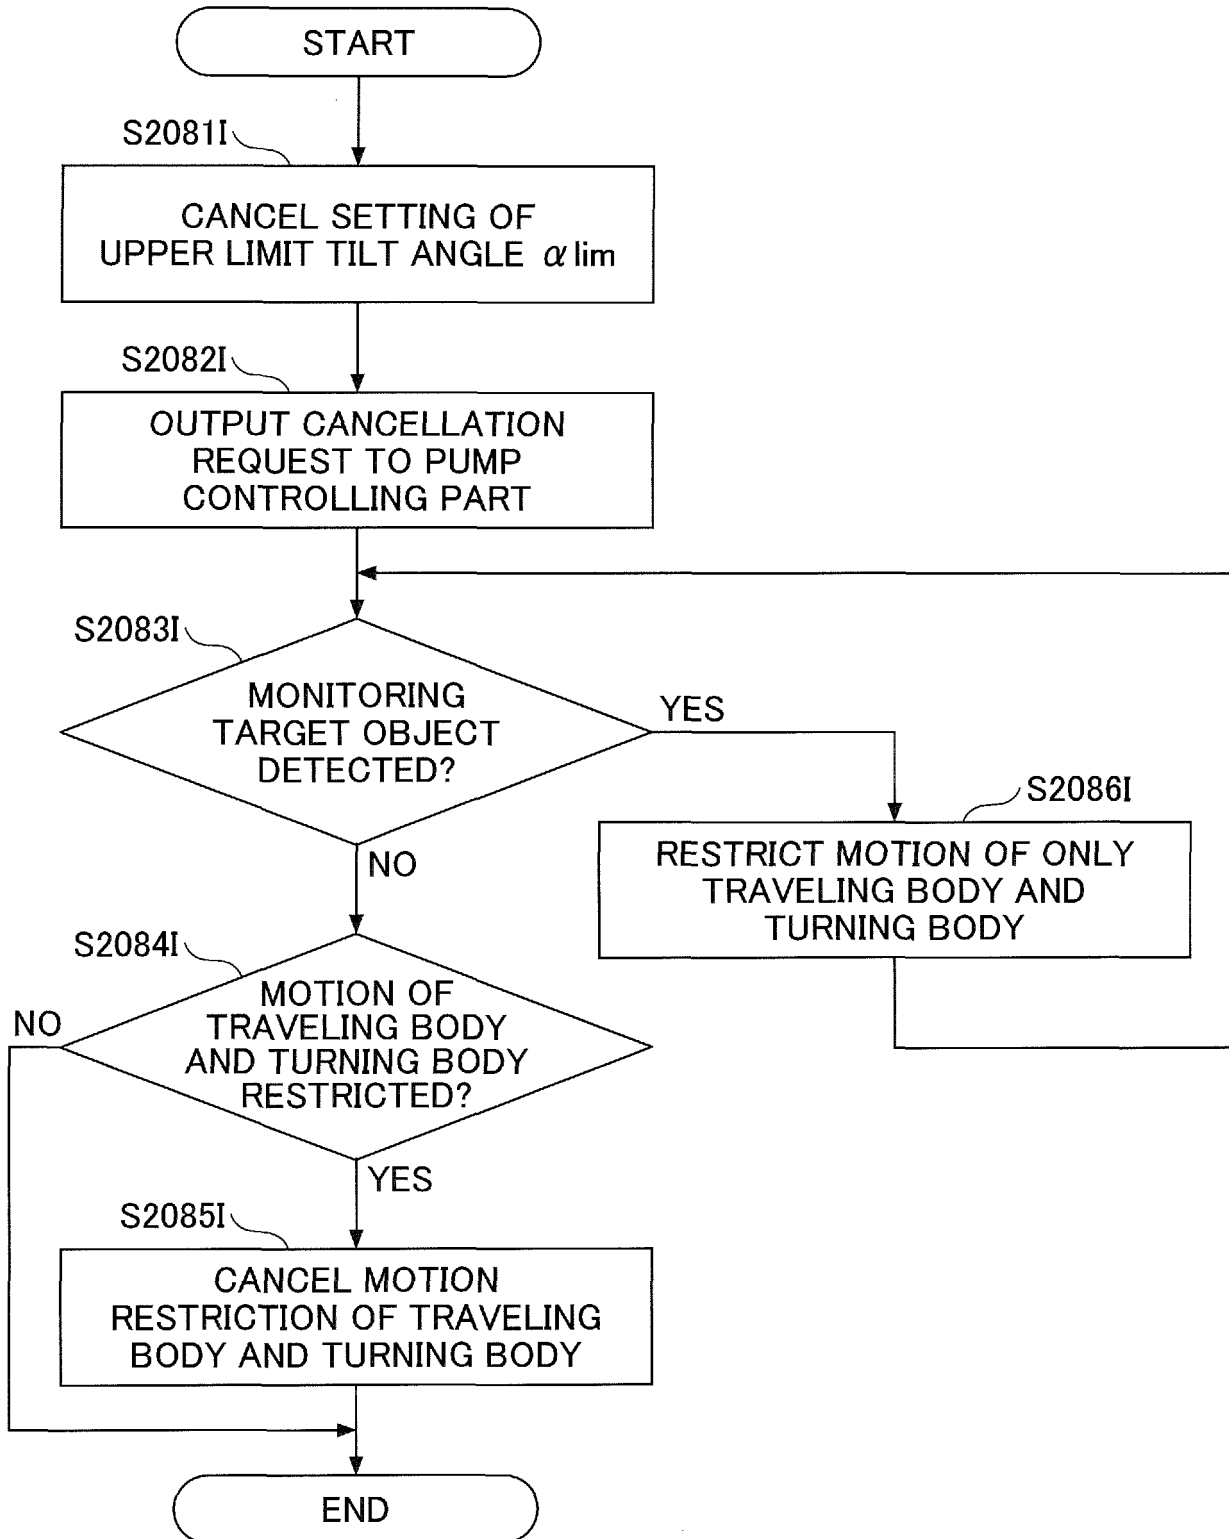 START
S2081I
CANCEL SETTING OF
UPPER LIMIT TILT ANGLE α lim
S2082I
OUTPUT CANCELLATION
REQUEST TO PUMP
CONTROLLING PART
S2083I
MONITORING
TARGET OBJECT
DETECTED?
YES
NO
S2086I
RESTRICT MOTION OF ONLY
TRAVELING BODY AND
TURNING BODY
S2084I
MOTION OF
TRAVELING BODY
AND TURNING BODY
RESTRICTED?
NO
YES
S2085I
CANCEL MOTION
RESTRICTION OF TRAVELING
BODY AND TURNING BODY
END